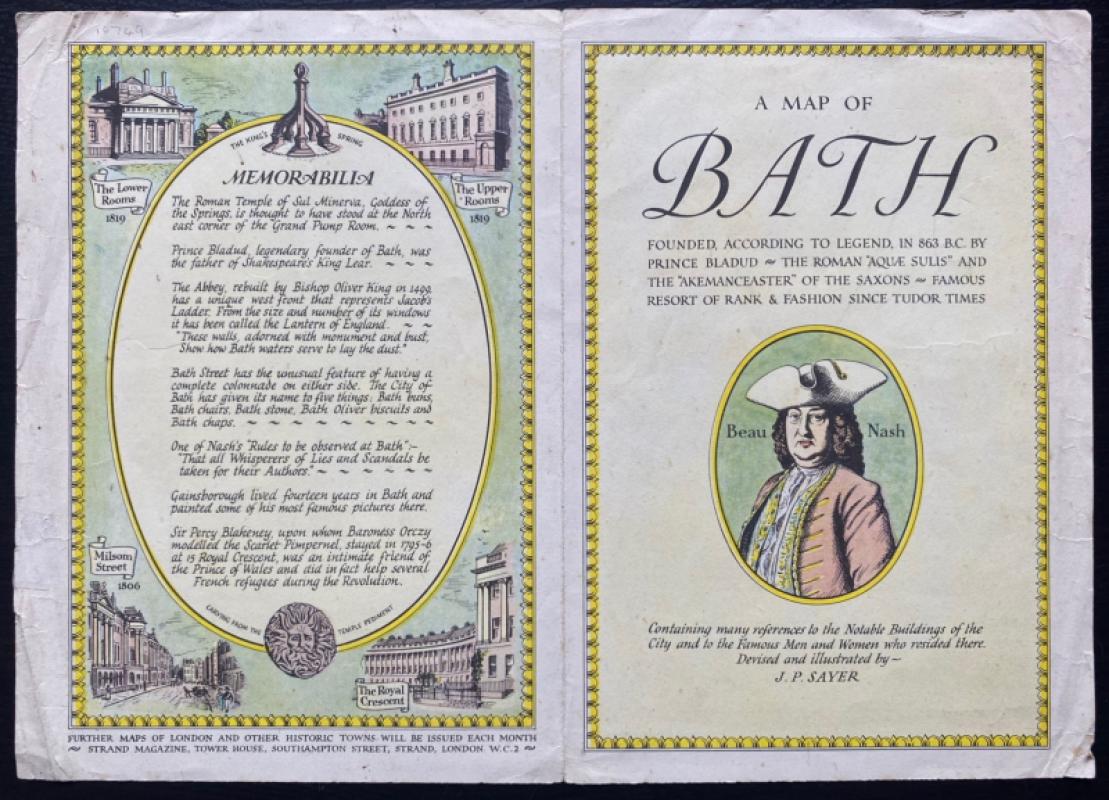 THE KING'S SPRING
The Lower
Rooms
1819
The Upper
Rooms
1819
MEMORABILIA
The Roman Temple of Sul Minerva, Goddess of
the Springs, is thought to have stood at the North
east corner of the Grand Pump Room. ~ ~ ~
Prince Bladud, legendary founder of Bath, was
the father of Shakespeare's King Lear. ~ ~ ~
The Abbey, rebuilt by Bishop Oliver King in 1499,
has a unique west front that represents Jacob's
Ladder. From the size and number of its windows
it has been called the Lantern of England. ~ ~
"These walls, adorned with monument and bust,
Show how Bath waters serve to lay the dust."
Bath Street has the unusual feature of having a
complete colonnade on either side. The City of
Bath has given its name to five things: Bath buns,
Bath chairs, Bath stone, Bath Oliver biscuits and
Bath chaps. ~ ~ ~ ~ ~ ~ ~ ~ ~
One of Nash's "Rules to be observed at Bath":-
"That all Whisperers of Lies and Scandals be
taken for their Authors." ~ ~ ~ ~ ~ ~
Gainsborough lived fourteen years in Bath and
painted some of his most famous pictures there.
Sir Percy Blakeney, upon whom Baroness Orczy
modelled the Scarlet Pimpernel, stayed in 1795-6
at 15 Royal Crescent, was an intimate friend of
the Prince of Wales and did in fact help several
French refugees during the Revolution.
Milsom
Street
1806
CARVING FROM THE TEMPLE PEDIMENT
The Royal
Crescent
FURTHER MAPS OF LONDON AND OTHER HISTORIC TOWNS WILL BE ISSUED EACH MONTH
~ STRAND MAGAZINE, TOWER HOUSE, SOUTHAMPTON STREET, STRAND, LONDON W.C.2 ~
A MAP OF
BATH
FOUNDED, ACCORDING TO LEGEND, IN 863 B.C. BY
PRINCE BLADUD ~ THE ROMAN "AQUÆ SULIS" AND
THE "AKEMANCEASTER" OF THE SAXONS ~ FAMOUS
RESORT OF RANK & FASHION SINCE TUDOR TIMES
Beau Nash
Containing many references to the Notable Buildings of the
City and to the Famous Men and Women who resided there.
Devised and illustrated by ~
J. P. SAYER